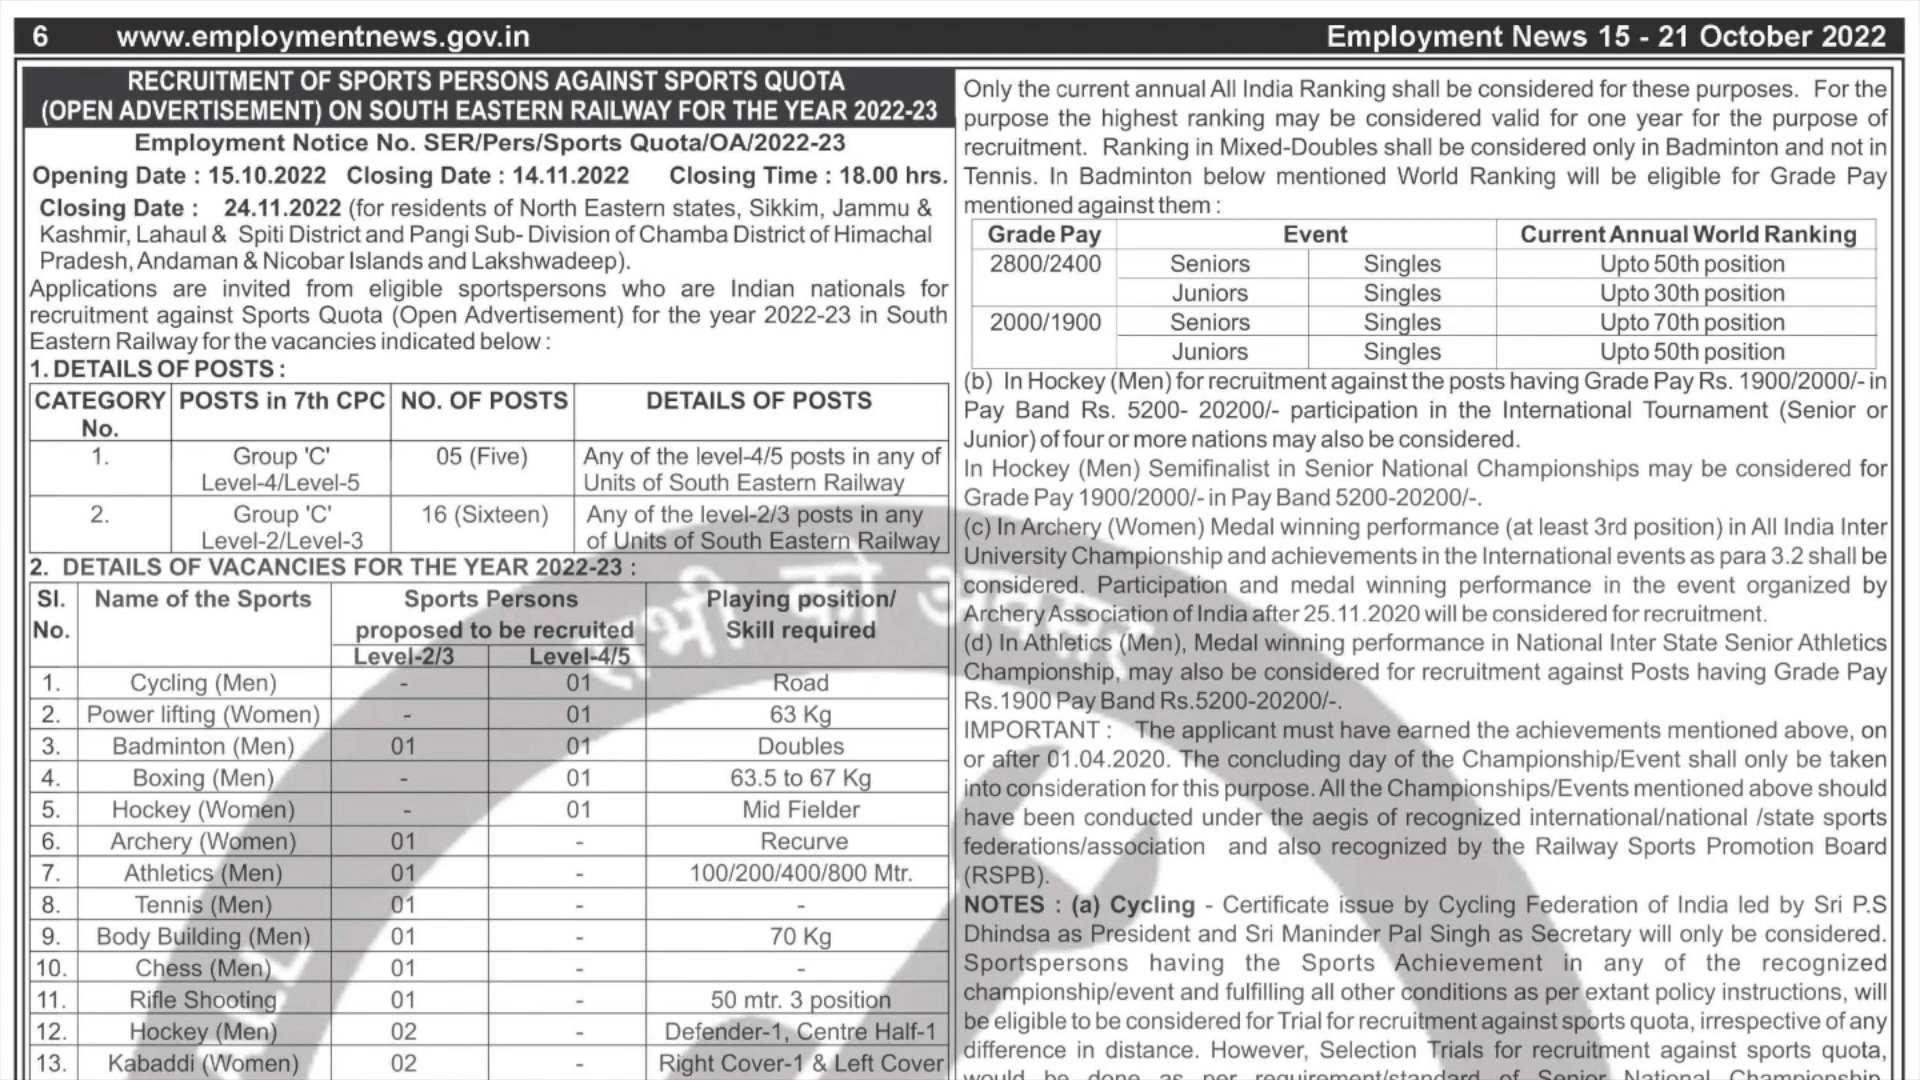 6 www.employmentnews.gov.in Employment News 15 - 21 October 2022
RECRUITMENT OF SPORTS PERSONS AGAINST SPORTS QUOTA
(OPEN ADVERTISEMENT) ON SOUTH EASTERN RAILWAY FOR THE YEAR 2022-23
Employment Notice No. SER/Pers/Sports Quota/OA/2022-23
Opening Date : 15.10.2022 Closing Date : 14.11.2022 Closing Time : 18.00 hrs.
Closing Date : 24.11.2022 (for residents of North Eastern states, Sikkim, Jammu &
Kashmir, Lahaul & Spiti District and Pangi Sub- Division of Chamba District of Himachal
Pradesh, Andaman & Nicobar Islands and Lakshwadeep).
Applications are invited from eligible sportspersons who are Indian nationals for
recruitment against Sports Quota (Open Advertisement) for the year 2022-23 in South
Eastern Railway for the vacancies indicated below :
1. DETAILS OF POSTS :
CATEGORY POSTS in 7th CPC NO. OF POSTS DETAILS OF POSTS
No.
1. Group 'C' 05 (Five) Any of the level-4/5 posts in any of
Level-4/Level-5 Units of South Eastern Railway
2. Group 'C' 16 (Sixteen) Any of the level-2/3 posts in any
Level-2/Level-3 of Units of South Eastern Railway
2. DETAILS OF VACANCIES FOR THE YEAR 2022-23 :
Sl. Name of the Sports Sports Persons Playing position/
No. proposed to be recruited Skill required
Level-2/3 Level-4/5
1. Cycling (Men) - 01 Road
2. Power lifting (Women) - 01 63 Kg
3. Badminton (Men) 01 01 Doubles
4. Boxing (Men) - 01 63.5 to 67 Kg
5. Hockey (Women) - 01 Mid Fielder
6. Archery (Women) 01 - Recurve
7. Athletics (Men) 01 - 100/200/400/800 Mtr.
8. Tennis (Men) 01 - -
9. Body Building (Men) 01 - 70 Kg
10. Chess (Men) 01 - -
11. Rifle Shooting 01 - 50 mtr. 3 position
12. Hockey (Men) 02 - Defender-1, Centre Half-1
13. Kabaddi (Women) 02 - Right Cover-1 & Left Cover
Only the current annual All India Ranking shall be considered for these purposes. For the
purpose the highest ranking may be considered valid for one year for the purpose of
recruitment. Ranking in Mixed-Doubles shall be considered only in Badminton and not in
Tennis. In Badminton below mentioned World Ranking will be eligible for Grade Pay
mentioned against them :
Grade Pay Event Current Annual World Ranking
2800/2400 Seniors Singles Upto 50th position
Juniors Singles Upto 30th position
2000/1900 Seniors Singles Upto 70th position
Juniors Singles Upto 50th position
(b) In Hockey (Men) for recruitment against the posts having Grade Pay Rs. 1900/2000/- in
Pay Band Rs. 5200- 20200/- participation in the International Tournament (Senior or
Junior) of four or more nations may also be considered.
In Hockey (Men) Semifinalist in Senior National Championships may be considered for
Grade Pay 1900/2000/- in Pay Band 5200-20200/-.
(c) In Archery (Women) Medal winning performance (at least 3rd position) in All India Inter
University Championship and achievements in the International events as para 3.2 shall be
considered. Participation and medal winning performance in the event organized by
Archery Association of India after 25.11.2020 will be considered for recruitment.
(d) In Athletics (Men), Medal winning performance in National Inter State Senior Athletics
Championship, may also be considered for recruitment against Posts having Grade Pay
Rs.1900 Pay Band Rs.5200-20200/-.
IMPORTANT : The applicant must have earned the achievements mentioned above, on
or after 01.04.2020. The concluding day of the Championship/Event shall only be taken
into consideration for this purpose. All the Championships/Events mentioned above should
have been conducted under the aegis of recognized international/national /state sports
federations/association and also recognized by the Railway Sports Promotion Board
(RSPB).
NOTES : (a) Cycling - Certificate issue by Cycling Federation of India led by Sri P.S
Dhindsa as President and Sri Maninder Pal Singh as Secretary will only be considered.
Sportspersons having the Sports Achievement in any of the recognized
championship/event and fulfilling all other conditions as per extant policy instructions, will
be eligible to be considered for Trial for recruitment against sports quota, irrespective of any
difference in distance. However, Selection Trials for recruitment against sports quota,
would be done as per requirement/standard of Senior National Championship